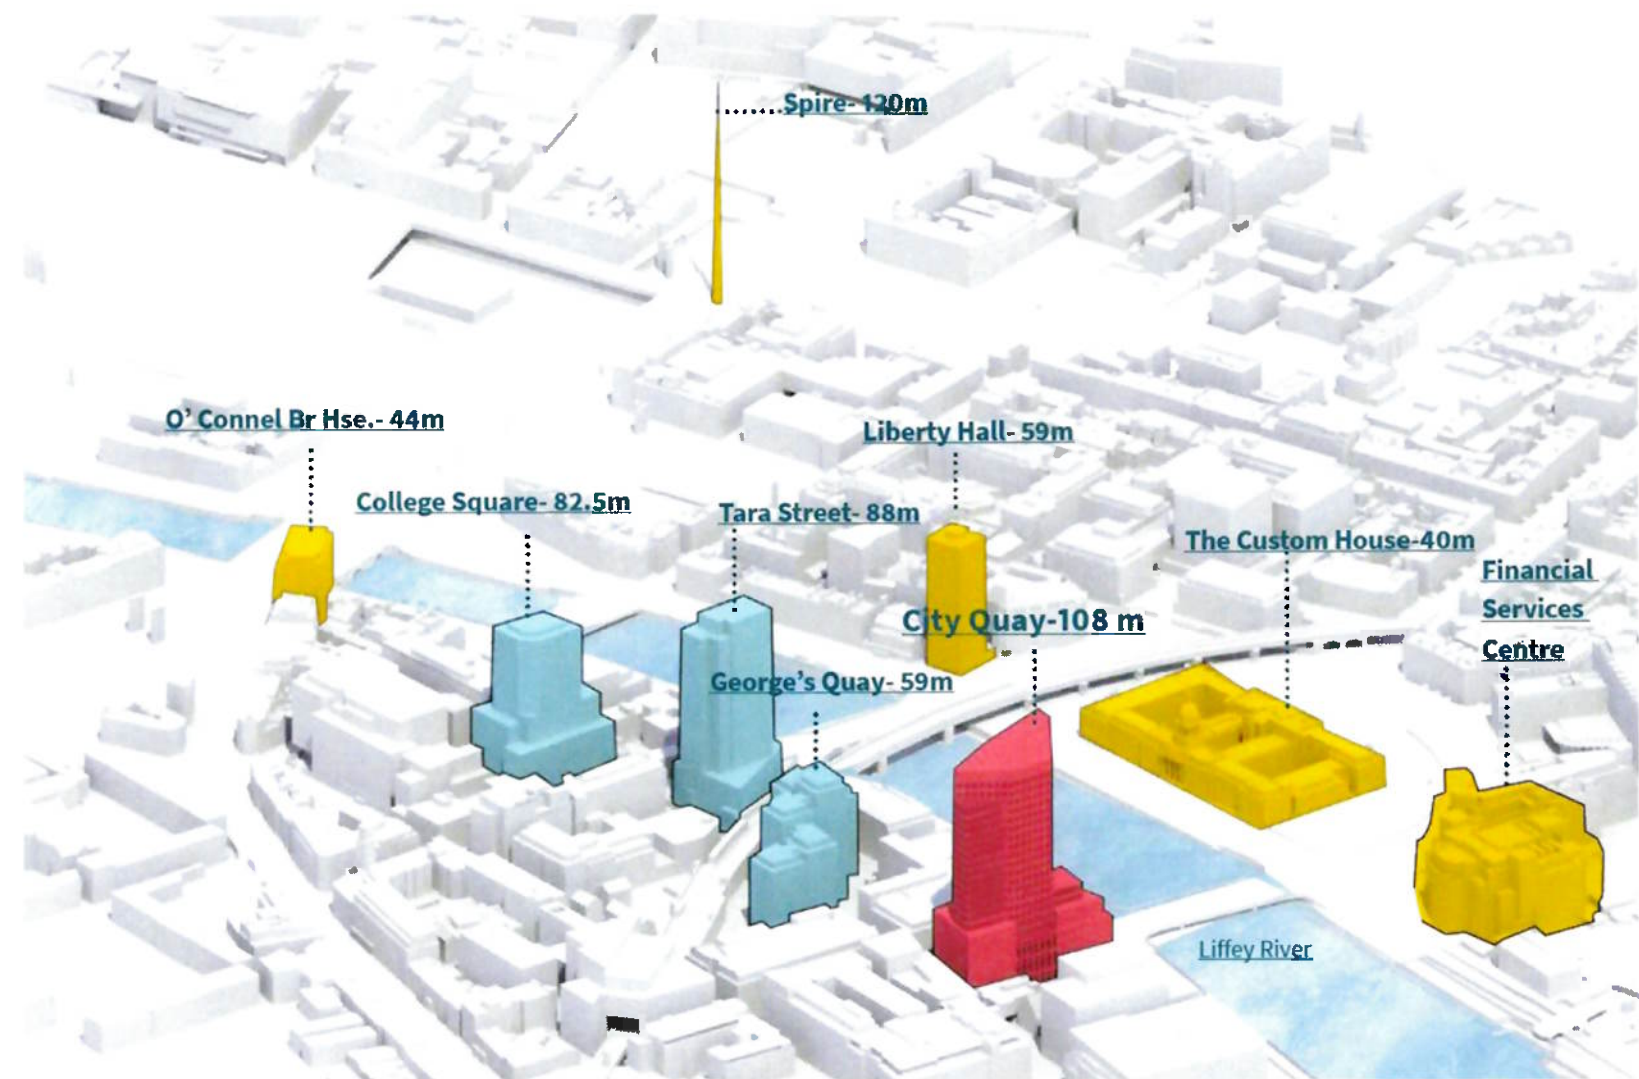 Spire- 120m
O’ Connel Br Hse.- 44m
Liberty Hall- 59m
College Square- 82.5m
Tara Street- 88m
The Custom House-40m
Financial
Services
Centre
City Quay-108 m
George’s Quay- 59m
Liffey River